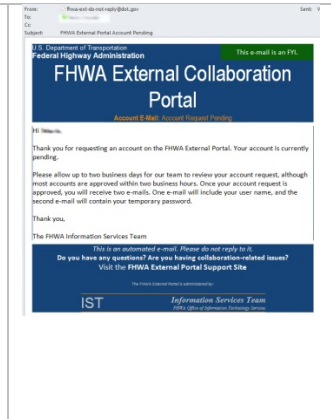 From: fhwa-ext-do-not-reply@dot.gov Sent:
To:
Cc:
Subject: FHWA External Portal Account Pending
U.S. Department of Transportation
Federal Highway Administration
This e-mail is an FYI.
FHWA External Collaboration
Portal
Account E-Mail: Account Request Pending
Hi
Thank you for requesting an account on the FHWA External Portal. Your account is currently
pending.
Please allow up to two business days for our team to review your account request, although
most accounts are approved within two business hours. Once your account request is
approved, you will receive two e-mails. One e-mail will include your user name, and the
second e-mail will contain your temporary password.
Thank you,
The FHWA Information Services Team
This is an automated e-mail. Please do not reply to it.
Do you have any questions? Are you having collaboration-related issues?
Visit the FHWA External Portal Support Site
The FHWA External Portal is administered by:
IST
Information Services Team
FHWA Office of Information Technology Services